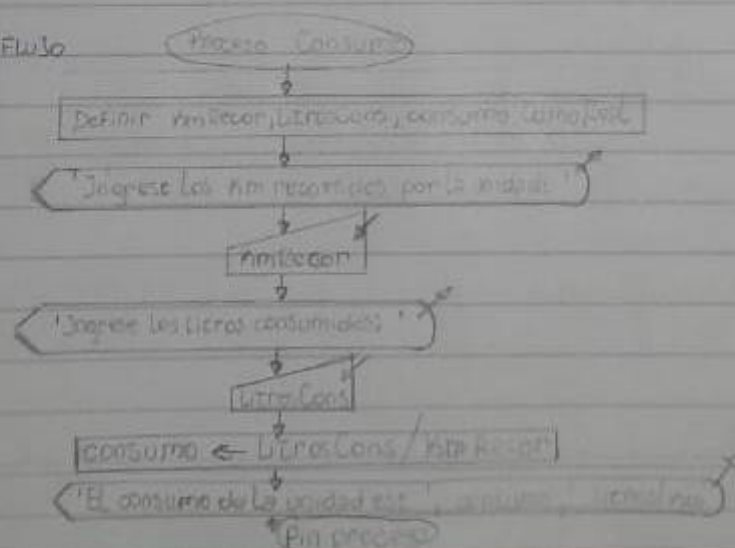 Flujo
Proceso Consumo
Definir KmRecor, LitrosCons, consumo Como Real
'Ingrese Los Km recorridos por la unidad: '
KmRecor
'Ingrese los Litros consumidos: '
LitrosCons
consumo ← LitrosCons / KmRecor
'El consumo de La unidad es: ', consumo, '
Fin proceso